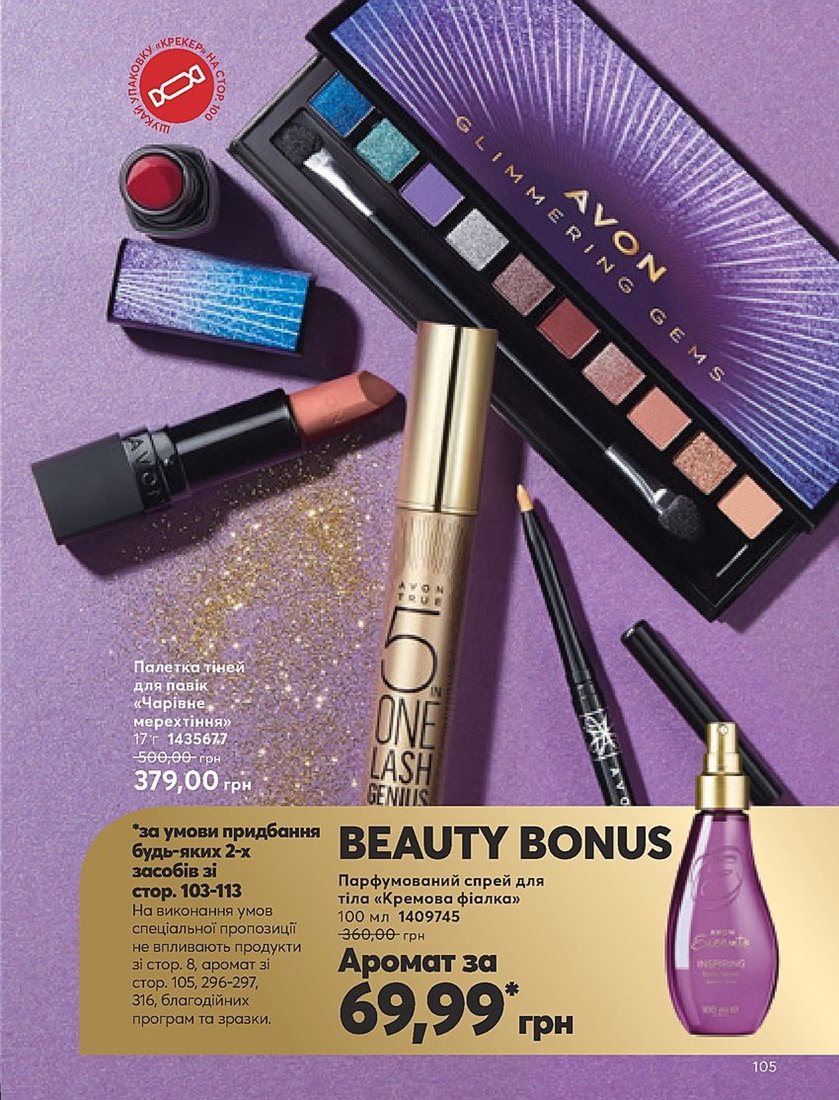 ШУКАЙ УПАКОВКУ «КРЕКЕР» НА СТОР. 100
AVON
GLIMMERING GEMS
AVON
AVON
TRUE
5
IN
ONE
LASH
GENIUS
AVO
Палетка тіней
для повік
«Чарівне
мерехтіння»
17 г 1435677
500,00 грн
379,00 грн
*за умови придбання
будь-яких 2-х
засобів зі
стор. 103-113
На виконання умов
спеціальної пропозиції
не впливають продукти
зі стор. 8, аромат зі
стор. 105, 296-297,
316, благодійних
програм та зразки.
BEAUTY BONUS
Парфумований спрей для
тіла «Кремова фіалка»
100 мл 1409745
360,00 грн
Аромат за
69,99* грн
AVON
Encanto
INSPIRING
105